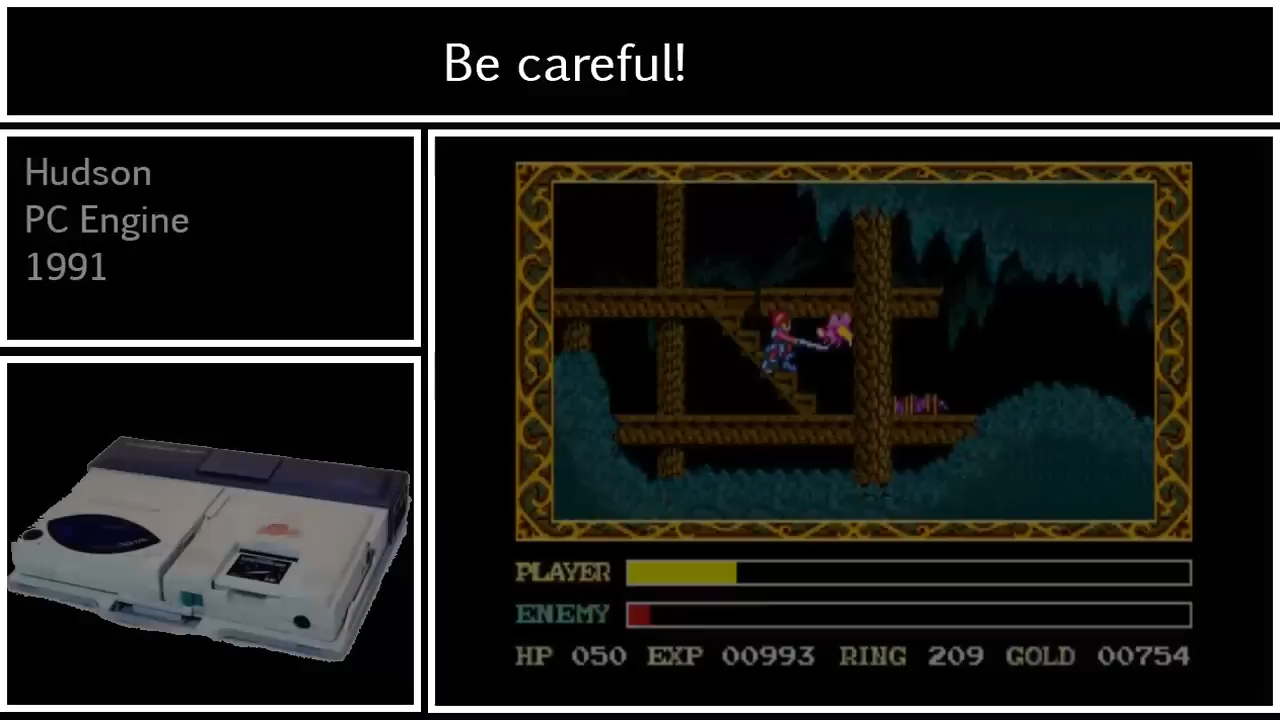 Be careful!
Hudson
PC Engine
1991
PLAYER
ENEMY
HP 050 EXP 00993 RING 209 GOLD 00754